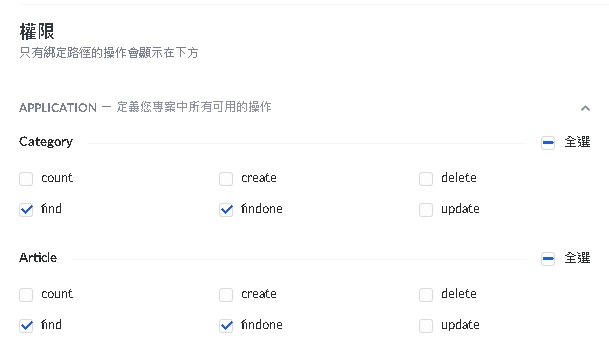 權限
只有綁定路徑的操作會顯示在下方
APPLICATION — 定義您專案中所有可用的操作
Category 全選
count create delete
find findone update
Article 全選
count create delete
find findone update